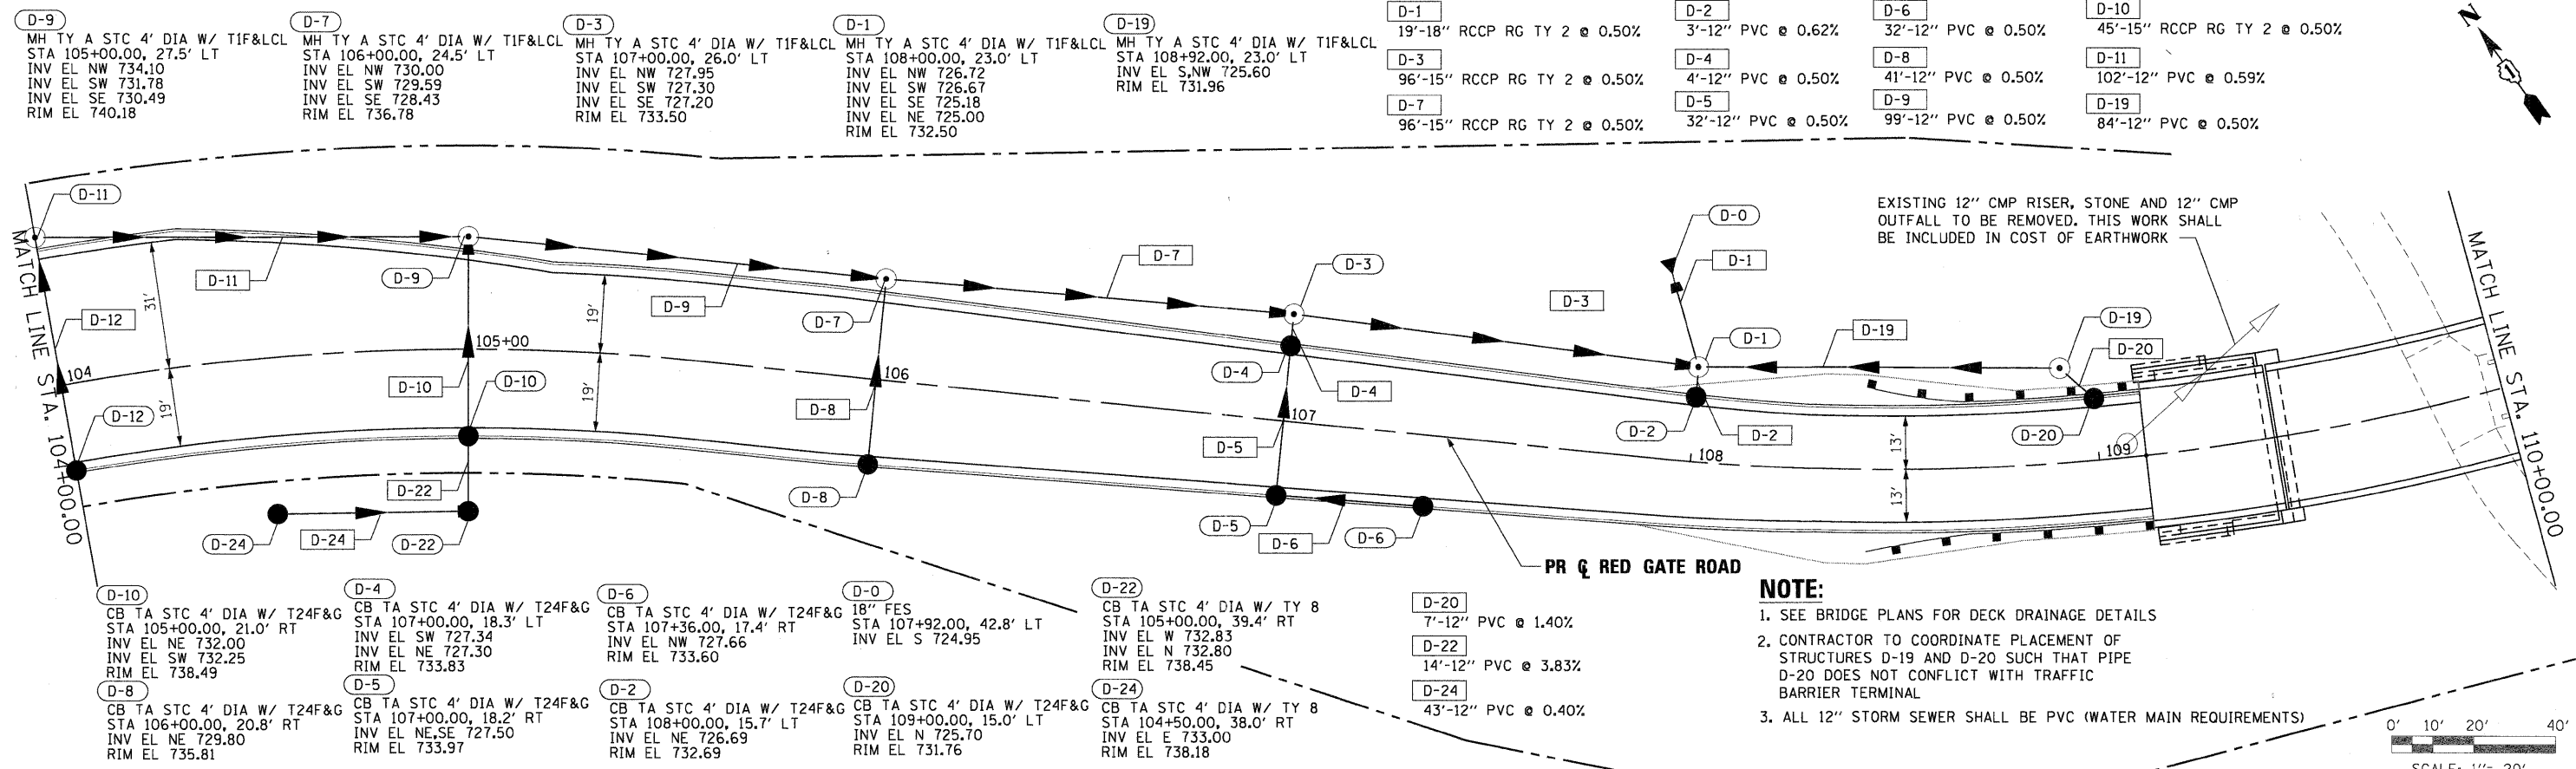 D-9
MH TY A STC 4' DIA W/ T1F&LCL
STA 105+00.00, 27.5' LT
INV EL NW 734.10
INV EL SW 731.78
INV EL SE 730.49
RIM EL 740.18
D-7
MH TY A STC 4' DIA W/ T1F&LCL
STA 106+00.00, 24.5' LT
INV EL NW 730.00
INV EL SW 729.59
INV EL SE 728.43
RIM EL 736.78
D-3
MH TY A STC 4' DIA W/ T1F&LCL
STA 107+00.00, 26.0' LT
INV EL NW 727.95
INV EL SW 727.30
INV EL SE 727.20
RIM EL 733.50
D-1
MH TY A STC 4' DIA W/ T1F&LCL
STA 108+00.00, 23.0' LT
INV EL NW 726.72
INV EL SW 726.67
INV EL SE 725.18
INV EL NE 725.00
RIM EL 732.50
D-19
MH TY A STC 4' DIA W/ T1F&LCL
STA 108+92.00, 23.0' LT
INV EL S,NW 725.60
RIM EL 731.96
D-1
19'-18" RCCP RG TY 2 @ 0.50%
D-3
96'-15" RCCP RG TY 2 @ 0.50%
D-7
96'-15" RCCP RG TY 2 @ 0.50%
D-2
3'-12" PVC @ 0.62%
D-4
4'-12" PVC @ 0.50%
D-5
32'-12" PVC @ 0.50%
D-6
32'-12" PVC @ 0.50%
D-8
41'-12" PVC @ 0.50%
D-9
99'-12" PVC @ 0.50%
D-10
45'-15" RCCP RG TY 2 @ 0.50%
D-11
102'-12" PVC @ 0.59%
D-19
84'-12" PVC @ 0.50%
N
EXISTING 12" CMP RISER, STONE AND 12" CMP
OUTFALL TO BE REMOVED. THIS WORK SHALL
BE INCLUDED IN COST OF EARTHWORK
MATCH LINE STA. 104+00.00
D-11
D-11
D-9
D-9
D-7
D-7
D-3
D-3
D-0
D-1
D-1
D-19
D-19
D-20
D-12
31'
19'
104
105+00
19'
19'
D-10
D-10
D-12
D-8
106
D-4
D-4
107
D-5
D-2
D-2
108
13'
13'
109
D-20
MATCH LINE STA. 110+00.00
D-22
D-24
D-24
D-22
D-8
D-5
D-6
D-6
PR ℄ RED GATE ROAD
D-10
CB TA STC 4' DIA W/ T24F&G
STA 105+00.00, 21.0' RT
INV EL NE 732.00
INV EL SW 732.25
RIM EL 738.49
D-8
CB TA STC 4' DIA W/ T24F&G
STA 106+00.00, 20.8' RT
INV EL NE 729.80
RIM EL 735.81
D-4
CB TA STC 4' DIA W/ T24F&G
STA 107+00.00, 18.3' LT
INV EL SW 727.34
INV EL NE 727.30
RIM EL 733.83
D-5
CB TA STC 4' DIA W/ T24F&G
STA 107+00.00, 18.2' RT
INV EL NE,SE 727.50
RIM EL 733.97
D-6
CB TA STC 4' DIA W/ T24F&G
STA 107+36.00, 17.4' RT
INV EL NW 727.66
RIM EL 733.60
D-2
CB TA STC 4' DIA W/ T24F&G
STA 108+00.00, 15.7' LT
INV EL NE 726.69
RIM EL 732.69
D-0
18" FES
STA 107+92.00, 42.8' LT
INV EL S 724.95
D-20
CB TA STC 4' DIA W/ T24F&G
STA 109+00.00, 15.0' LT
INV EL N 725.70
RIM EL 731.76
D-22
CB TA STC 4' DIA W/ TY 8
STA 105+00.00, 39.4' RT
INV EL W 732.83
INV EL N 732.80
RIM EL 738.45
D-24
CB TA STC 4' DIA W/ TY 8
STA 104+50.00, 38.0' RT
INV EL E 733.00
RIM EL 738.18
D-20
7'-12" PVC @ 1.40%
D-22
14'-12" PVC @ 3.83%
D-24
43'-12" PVC @ 0.40%
NOTE:
1. SEE BRIDGE PLANS FOR DECK DRAINAGE DETAILS
2. CONTRACTOR TO COORDINATE PLACEMENT OF
STRUCTURES D-19 AND D-20 SUCH THAT PIPE
D-20 DOES NOT CONFLICT WITH TRAFFIC
BARRIER TERMINAL
3. ALL 12" STORM SEWER SHALL BE PVC (WATER MAIN REQUIREMENTS)
0' 10' 20' 40'